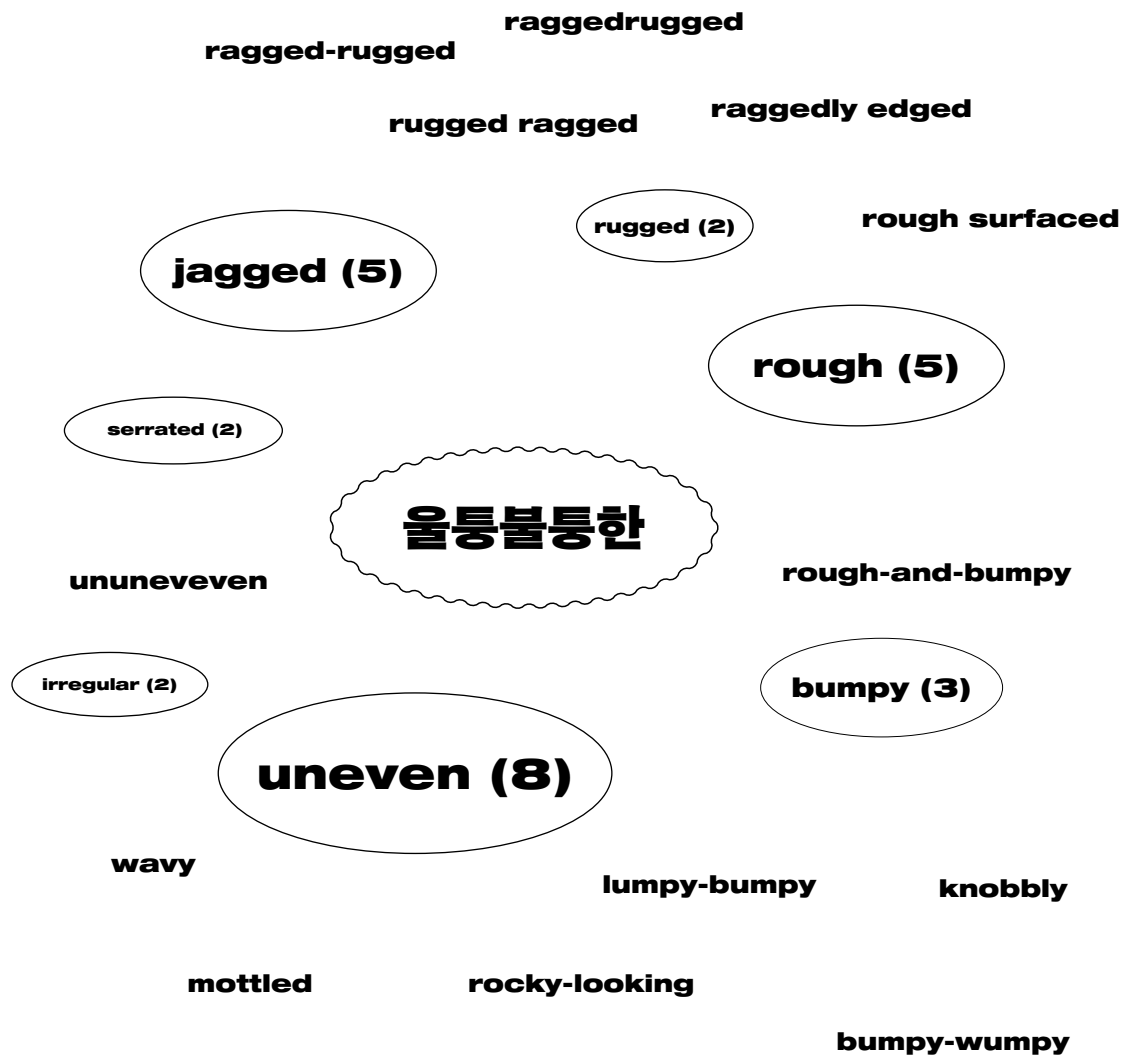 raggedrugged
ragged-rugged
raggedly edged
rugged ragged
rough surfaced
rugged (2)
jagged (5)
rough (5)
serrated (2)
울퉁불퉁한
rough-and-bumpy
ununeveven
irregular (2)
bumpy (3)
uneven (8)
wavy
lumpy-bumpy
knobbly
mottled
rocky-looking
bumpy-wumpy